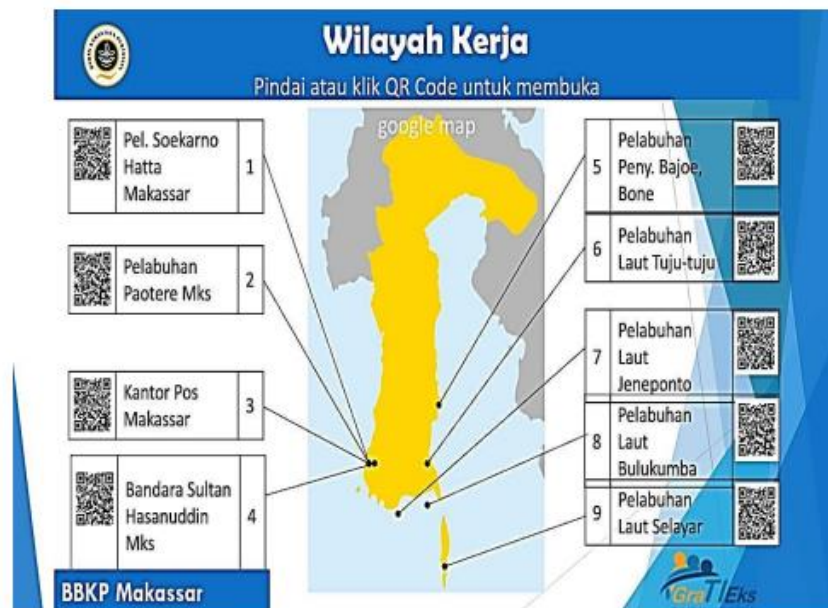 Wilayah Kerja
Pindai atau klik QR Code untuk membuka
google map
Pel. Soekarno
Hatta
Makassar
1
Pelabuhan
Paotere Mks
2
Kantor Pos
Makassar
3
Bandara Sultan
Hasanuddin
Mks
4
5
Pelabuhan
Peny. Bajoe,
Bone
6
Pelabuhan
Laut Tuju-tuju
7
Pelabuhan
Laut
Jeneponto
8
Pelabuhan
Laut
Bulukumba
9
Pelabuhan
Laut Selayar
BBKP Makassar
GraTIEks